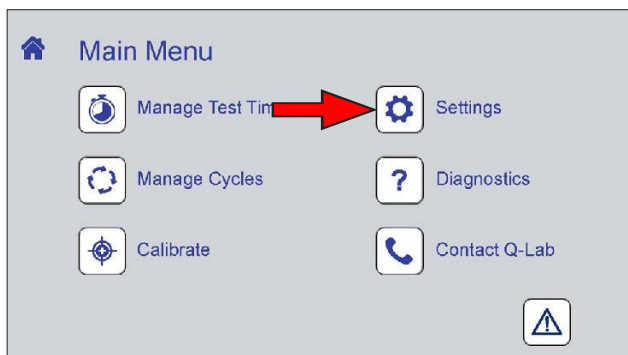 Main Menu
Manage Test Tim
Settings
Manage Cycles
Diagnostics
Calibrate
Contact Q-Lab